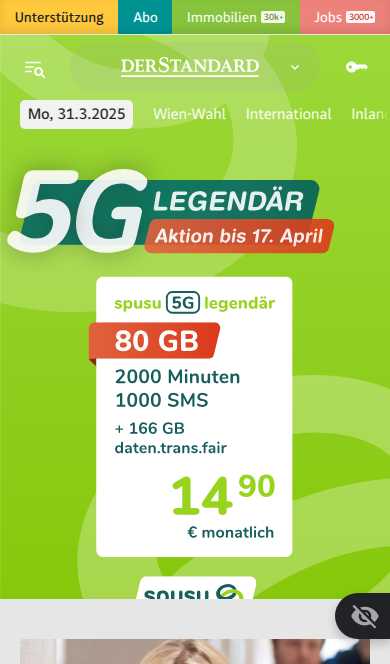 Unterstützung Abo Immobilien 30k+ Jobs 3000+
DERSTANDARD
Mo, 31.3.2025 Wien-Wahl International Inlan
5G LEGENDÄR
Aktion bis 17. April
spusu 5G legendär
80 GB
2000 Minuten
1000 SMS
+ 166 GB
daten.trans.fair
14 90
€ monatlich
spusu